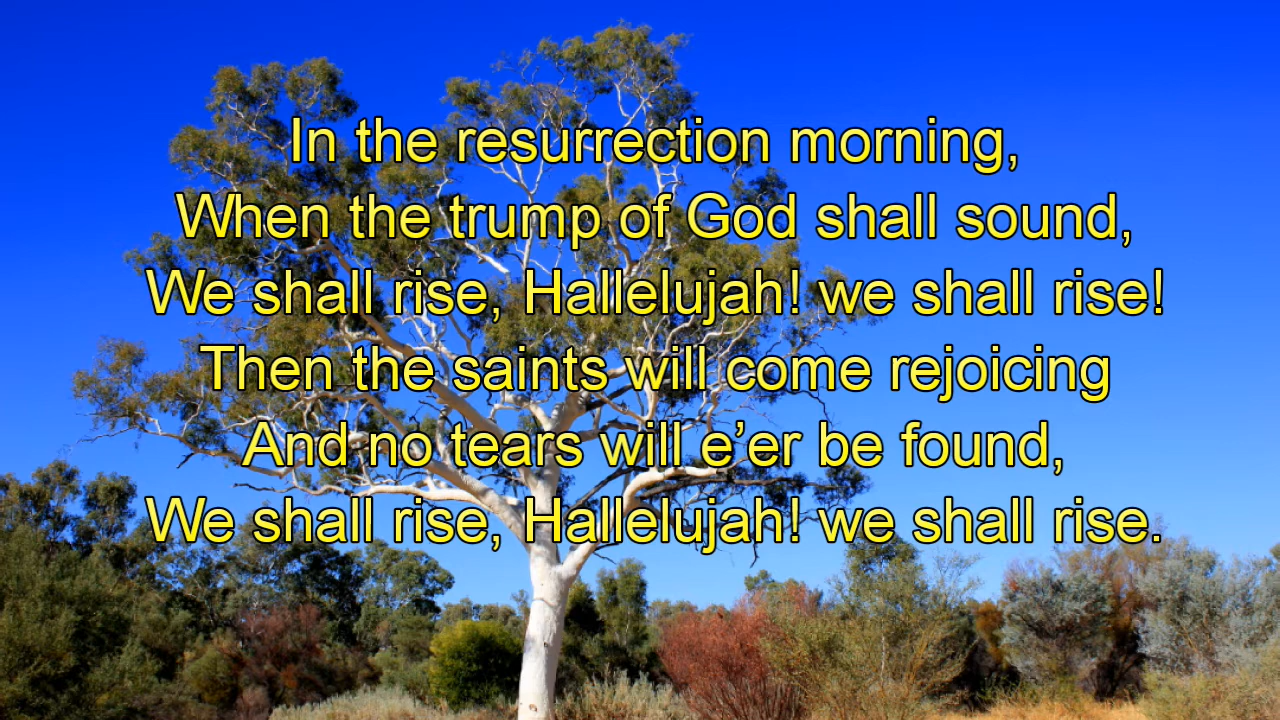 In the resurrection morning,
When the trump of God shall sound,
We shall rise, Hallelujah! we shall rise!
Then the saints will come rejoicing
And no tears will e’er be found,
We shall rise, Hallelujah! we shall rise.